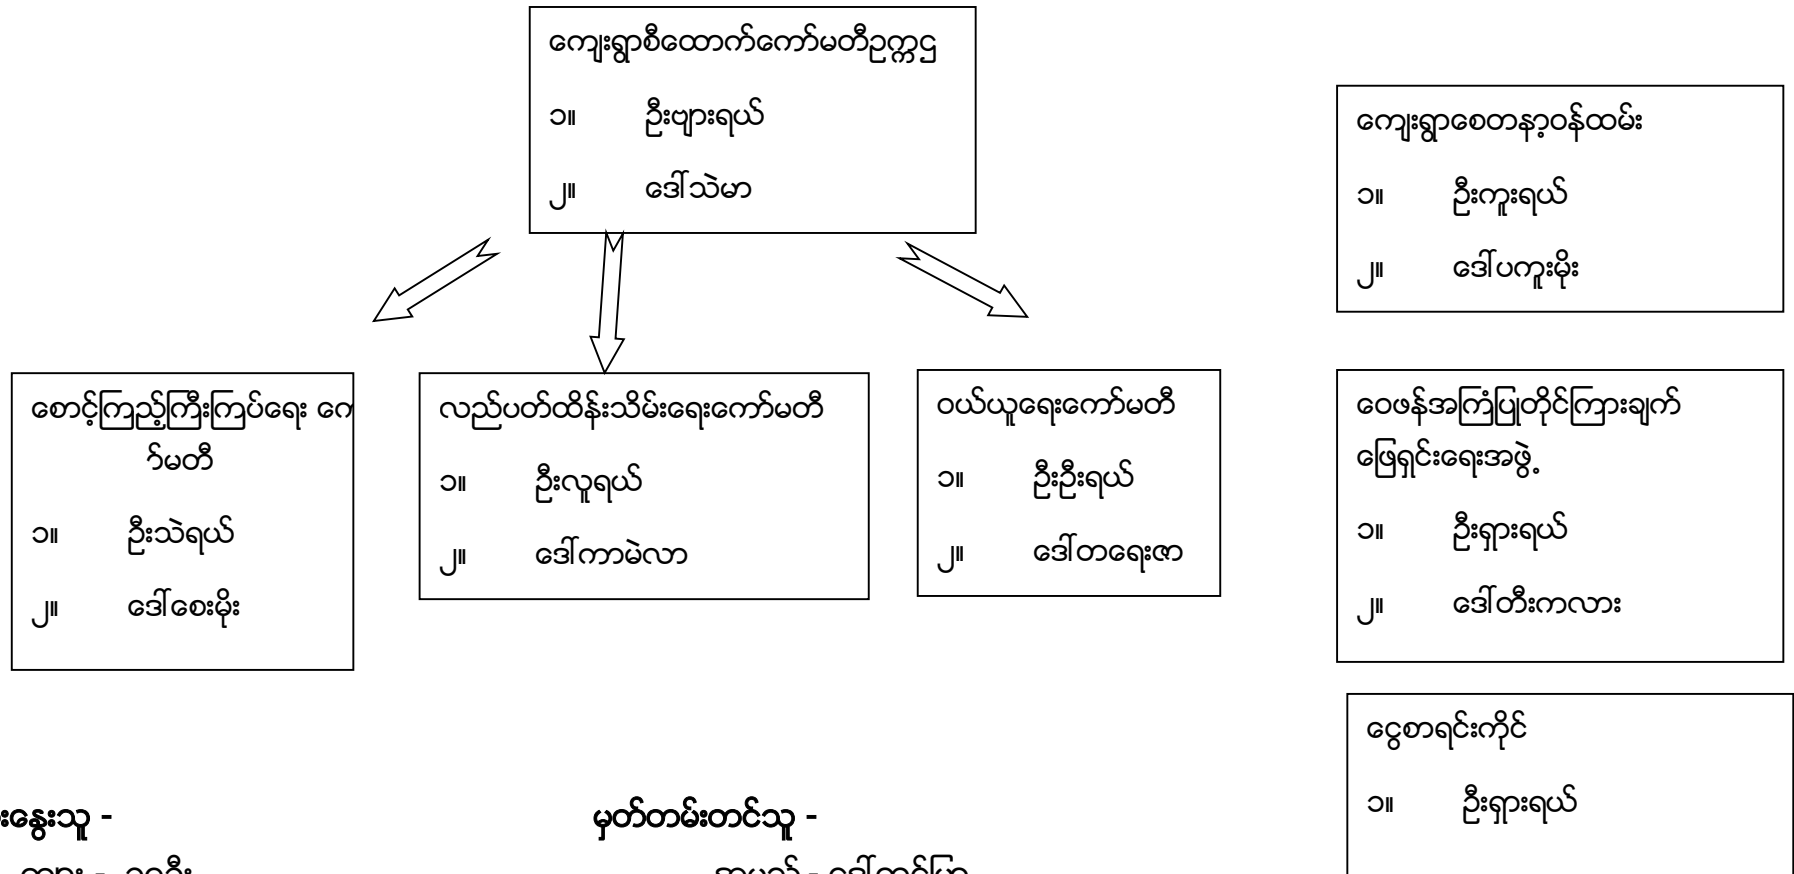 ကျေးရွာစီထောက်ကော်မတီဥက္ကဌ
၁။ ဦးဗျားရယ်
၂။ ဒေါ်သဲမာ
ကျေးရွာစေတနာ့ဝန်ထမ်း
၁။ ဦးကူးရယ်
၂။ ဒေါ်ပကူးမိုး
စောင့်ကြည့်ကြီးကြပ်ရေး ကေ
ာ်မတီ
၁။ ဦးသဲရယ်
၂။ ဒေါ်စေးမိုး
လည်ပတ်ထိန်းသိမ်းရေးကော်မတီ
၁။ ဦးလူရယ်
၂။ ဒေါ်ကာမဲလာ
ဝယ်ယူရေးကော်မတီ
၁။ ဦးဦးရယ်
၂။ ဒေါ်တရေးဇာ
ဝေဖန်အကြံပြုတိုင်ကြားချက်
ဖြေရှင်းရေးအဖွဲ့
၁။ ဦးရှားရယ်
၂။ ဒေါ်တီးကလား
ငွေစာရင်းကိုင်
၁။ ဦးရှားရယ်
မှတ်တမ်းတင်သူ -